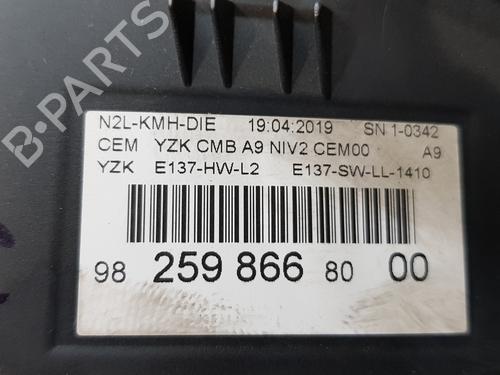 B-PARTS
N2L-KMH-DIE 19:04:2019 SN 1-0342
CEM YZK CMB A9 NIV2 CEM00 A9
YZK E137-HW-L2 E137-SW-LL-1410
98 259 866 80 00